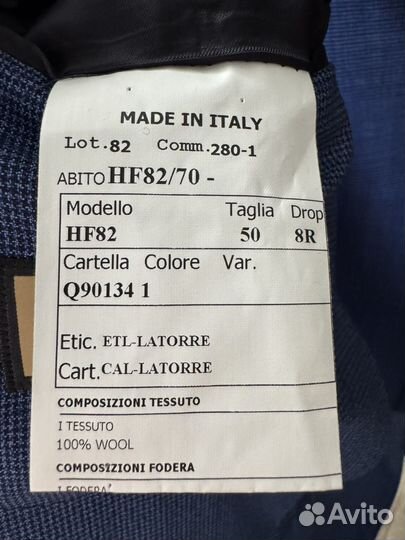 MADE IN ITALY
Lot.82 Comm.280-1
ABITO HF82/70 -
Modello Taglia Drop
HF82 50 8R
Cartella Colore Var.
Q90134 1
Etic. ETL-LATORRE
Cart. CAL-LATORRE
COMPOSIZIONI TESSUTO
I TESSUTO
100% WOOL
COMPOSIZIONI FODERA
I FODERA'
Avito